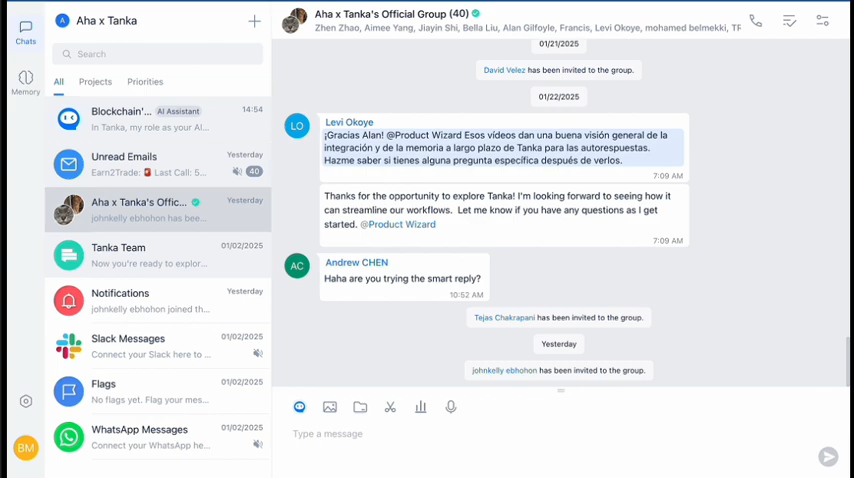 Chats
Memory
BM
A
Aha x Tanka
Search
All
Projects
Priorities
Blockchain'...
AI Assistant
14:54
In Tanka, my role as your AI...
Unread Emails
Yesterday
Earn2Trade: 🚨 Last Call: 5...
40
Aha x Tanka's Offic...
Yesterday
johnkelly ebhohon has bee...
Tanka Team
01/02/2025
Now you're ready to explor...
Notifications
Yesterday
johnkelly ebhohon joined th...
Slack Messages
01/02/2025
Connect your Slack here to ...
Flags
01/02/2025
No flags yet. Flag your mes...
WhatsApp Messages
01/02/2025
Connect your WhatsApp he...
Aha x Tanka's Official Group (40)
Zhen Zhao, Aimee Yang, Jiayin Shi, Bella Liu, Alan Gilfoyle, Francis, Levi Okoye, mohamed belmekki, TF
01/21/2025
David Velez has been invited to the group.
01/22/2025
LO
Levi Okoye
¡Gracias Alan! @Product Wizard Esos vídeos dan una buena visión general de la
integración y de la memoria a largo plazo de Tanka para las autorespuestas.
Hazme saber si tienes alguna pregunta específica después de verlos.
7:09 AM
Thanks for the opportunity to explore Tanka! I'm looking forward to seeing how it
can streamline our workflows. Let me know if you have any questions as I get
started. @Product Wizard
7:09 AM
AC
Andrew CHEN
Haha are you trying the smart reply?
10:52 AM
Tejas Chakrapani has been invited to the group.
Yesterday
johnkelly ebhohon has been invited to the group.
Type a message